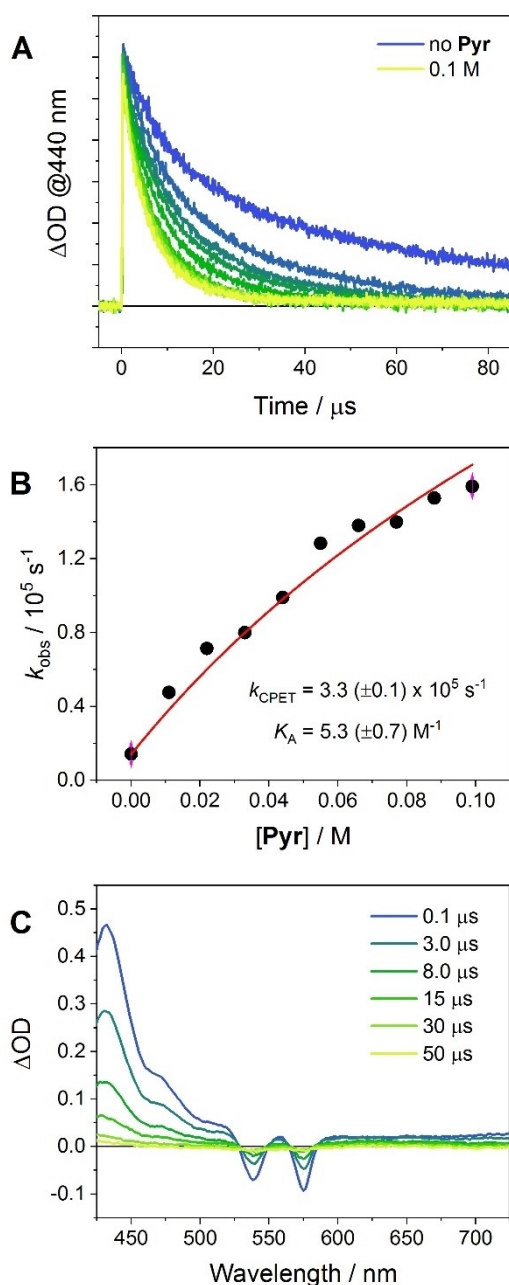 A
no Pyr
0.1 M
ΔOD @440 nm
0 20 40 60 80
Time / μs
B
1.6
1.2
0.8
0.4
0.0
k_obs / 10⁵ s⁻¹
k_CPET = 3.3 (±0.1) x 10⁵ s⁻¹
K_A = 5.3 (±0.7) M⁻¹
0.00 0.02 0.04 0.06 0.08 0.10
[Pyr] / M
C
0.5
0.4
0.3
0.2
0.1
0.0
-0.1
ΔOD
0.1 μs
3.0 μs
8.0 μs
15 μs
30 μs
50 μs
450 500 550 600 650 700
Wavelength / nm